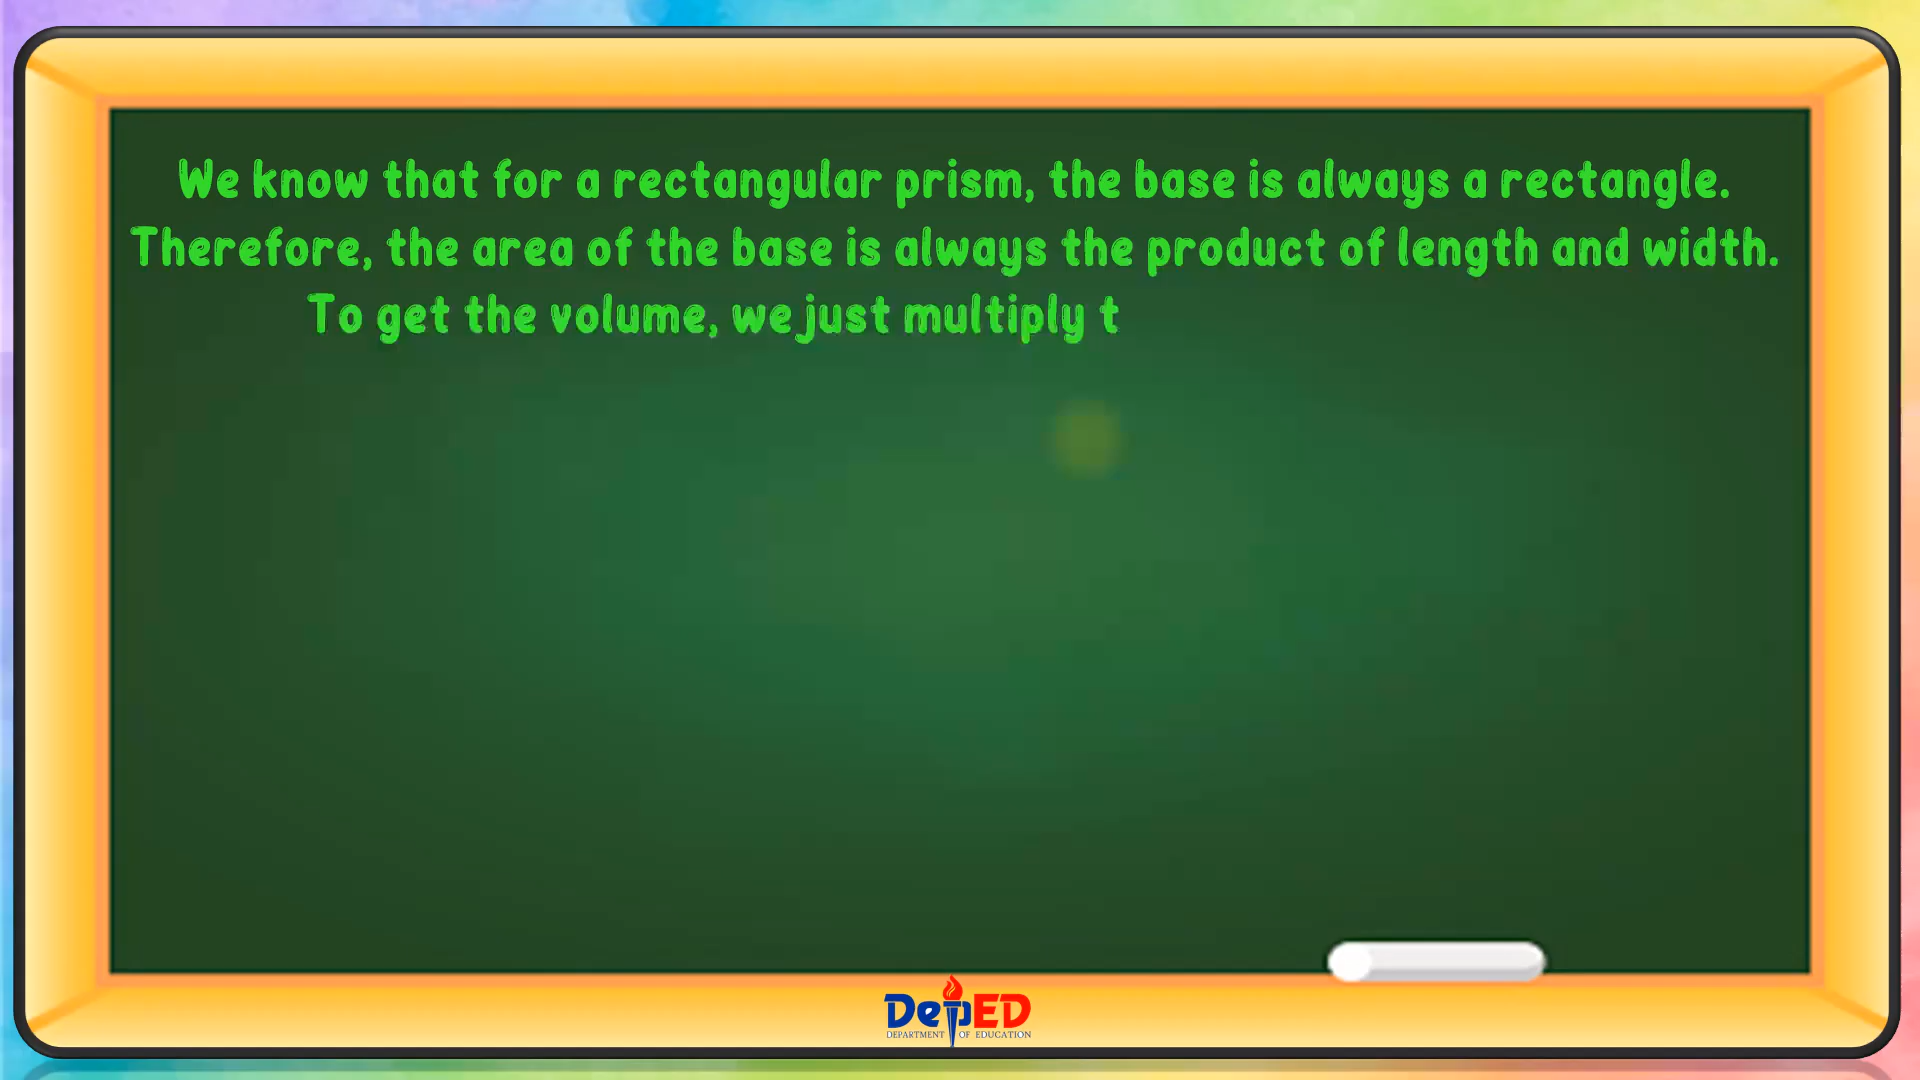 We know that for a rectangular prism, the base is always a rectangle.
Therefore, the area of the base is always the product of length and width.
To get the volume, we just multiply t
DepED
DEPARTMENT OF EDUCATION